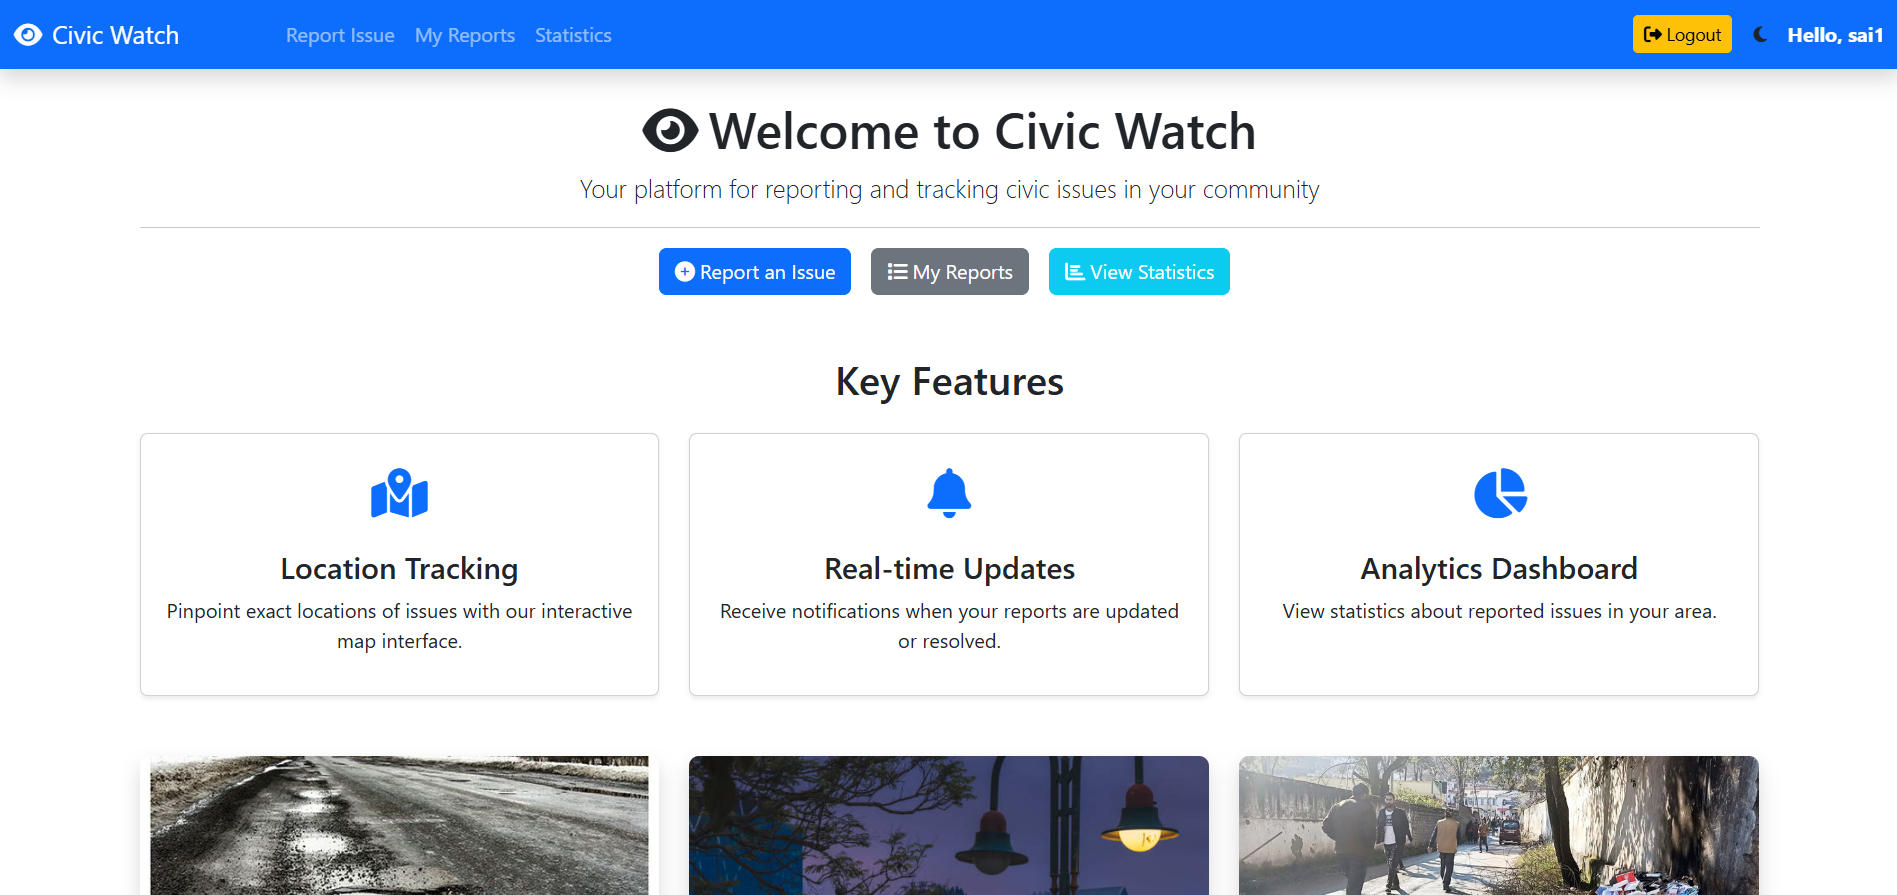 Civic Watch
Report Issue
My Reports
Statistics
Logout
Hello, sai1
Welcome to Civic Watch
Your platform for reporting and tracking civic issues in your community
Report an Issue
My Reports
View Statistics
Key Features
Location Tracking
Pinpoint exact locations of issues with our interactive
map interface.
Real-time Updates
Receive notifications when your reports are updated
or resolved.
Analytics Dashboard
View statistics about reported issues in your area.